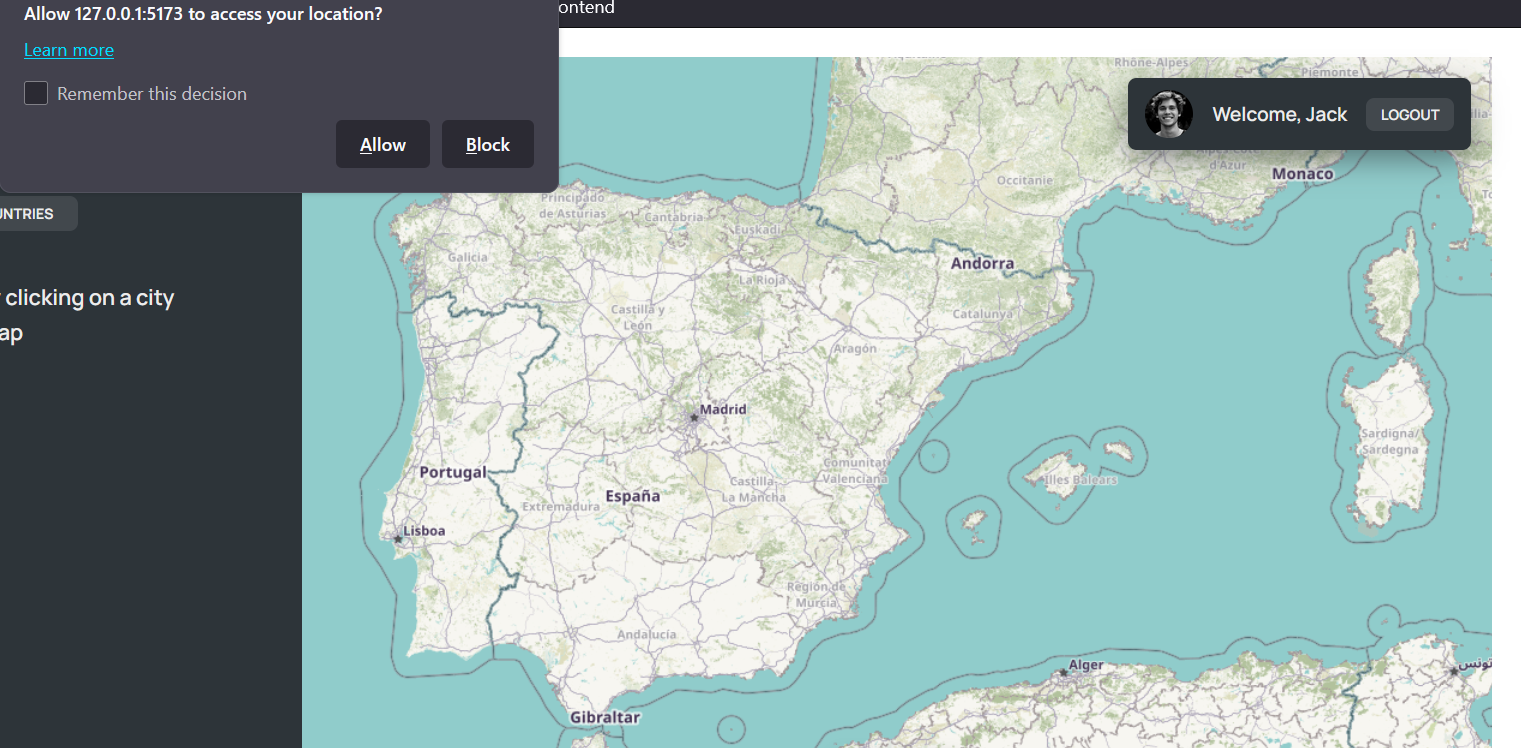 Allow 127.0.0.1:5173 to access your location?
ontend
Learn more
Remember this decision
Allow
Block
UNTRIES
clicking on a city
ap
Rhône-Alpes
Piemonte
Welcome, Jack
LOGOUT
d'Azur
Monaco
Occitanie
Principado
de Asturias
Cantabria
Euskadi
Galicia
Andorra
La Rioja
Castilla y
León
Catalunya
Aragón
Madrid
Sardigna/
Sardegna
Portugal
Comunitat
Valenciana
Illes Balears
Castilla-
La Mancha
España
Extremadura
Lisboa
Región de
Murcia
Andalucía
Alger
تونس
Gibraltar